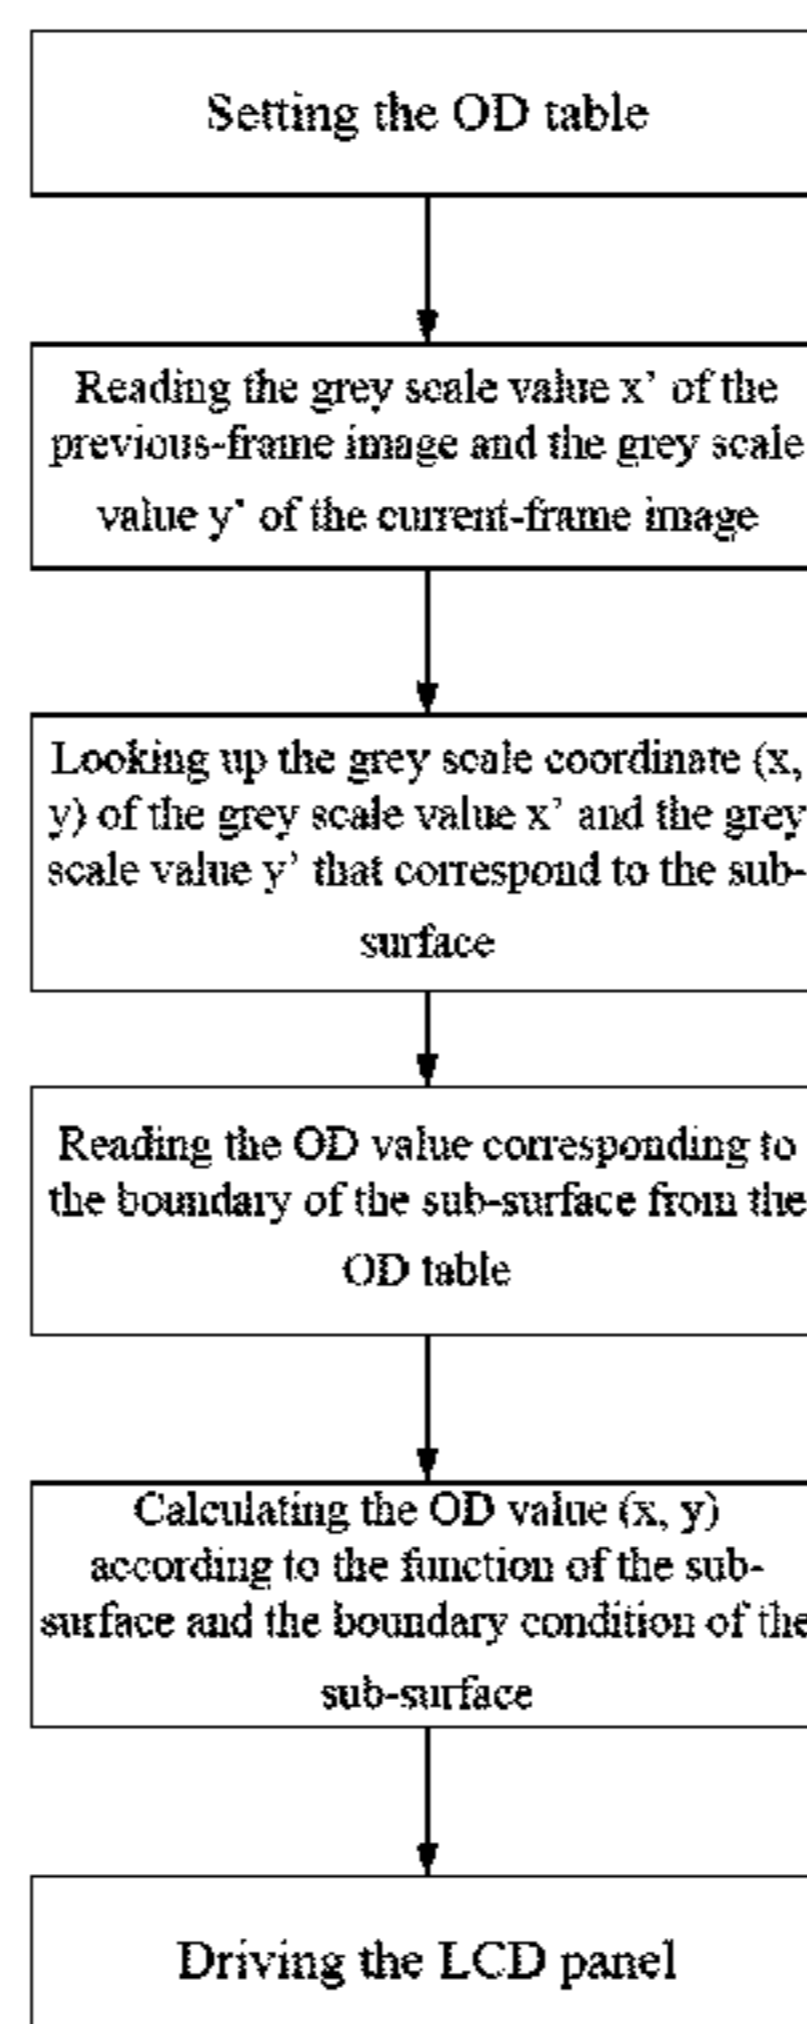 Setting the OD table
Reading the grey scale value x’ of the
previous-frame image and the grey scale
value y’ of the current-frame image
Looking up the grey scale coordinate (x,
y) of the grey scale value x’ and the grey
scale value y’ that correspond to the sub-
surface
Reading the OD value corresponding to
the boundary of the sub-surface from the
OD table
Calculating the OD value (x, y)
according to the function of the sub-
surface and the boundary condition of the
sub-surface
Driving the LCD panel